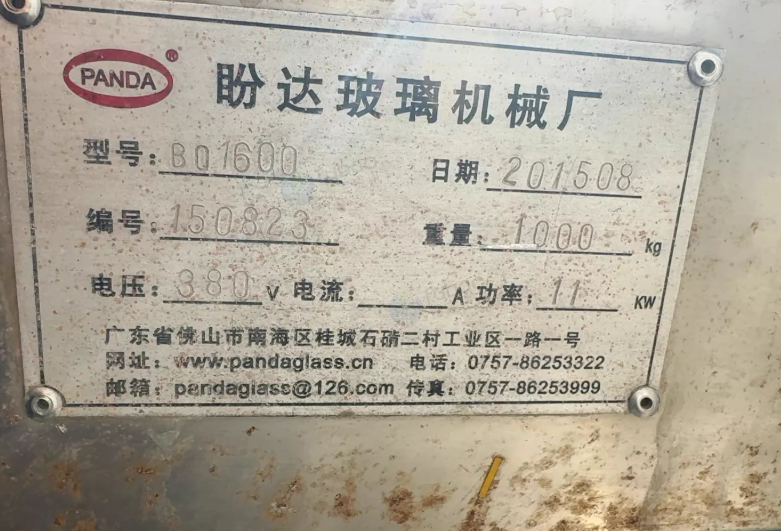 PANDA® 盼达玻璃机械厂
型号: BQ1600 日期: 201508
编号: 150823 重量: 1000 kg
电压: 380 V 电流: A 功率: 11 KW
广东省佛山市南海区桂城石硝二村工业区一路一号
网址: www.pandaglass.cn 电话: 0757-86253322
邮箱: pandaglass@126.com 传真: 0757-86253999